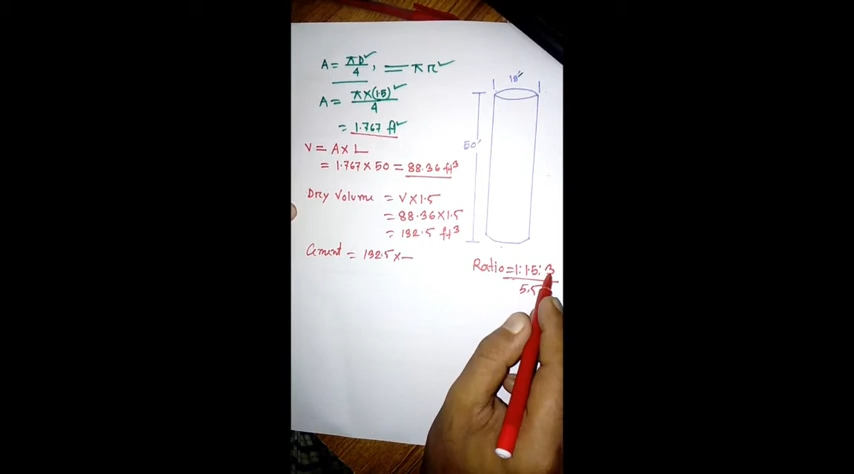 A = πD²/4, = πr²
A = π×(1.5)²/4
= 1.767 ft²
V = A × L
= 1.767 × 50 = 88.36 ft³
Dry Volume = V × 1.5
= 88.36 × 1.5
= 132.5 ft³
Cement = 132.5 ×
18"
50'
Ratio = 1:1.5:3
5.5